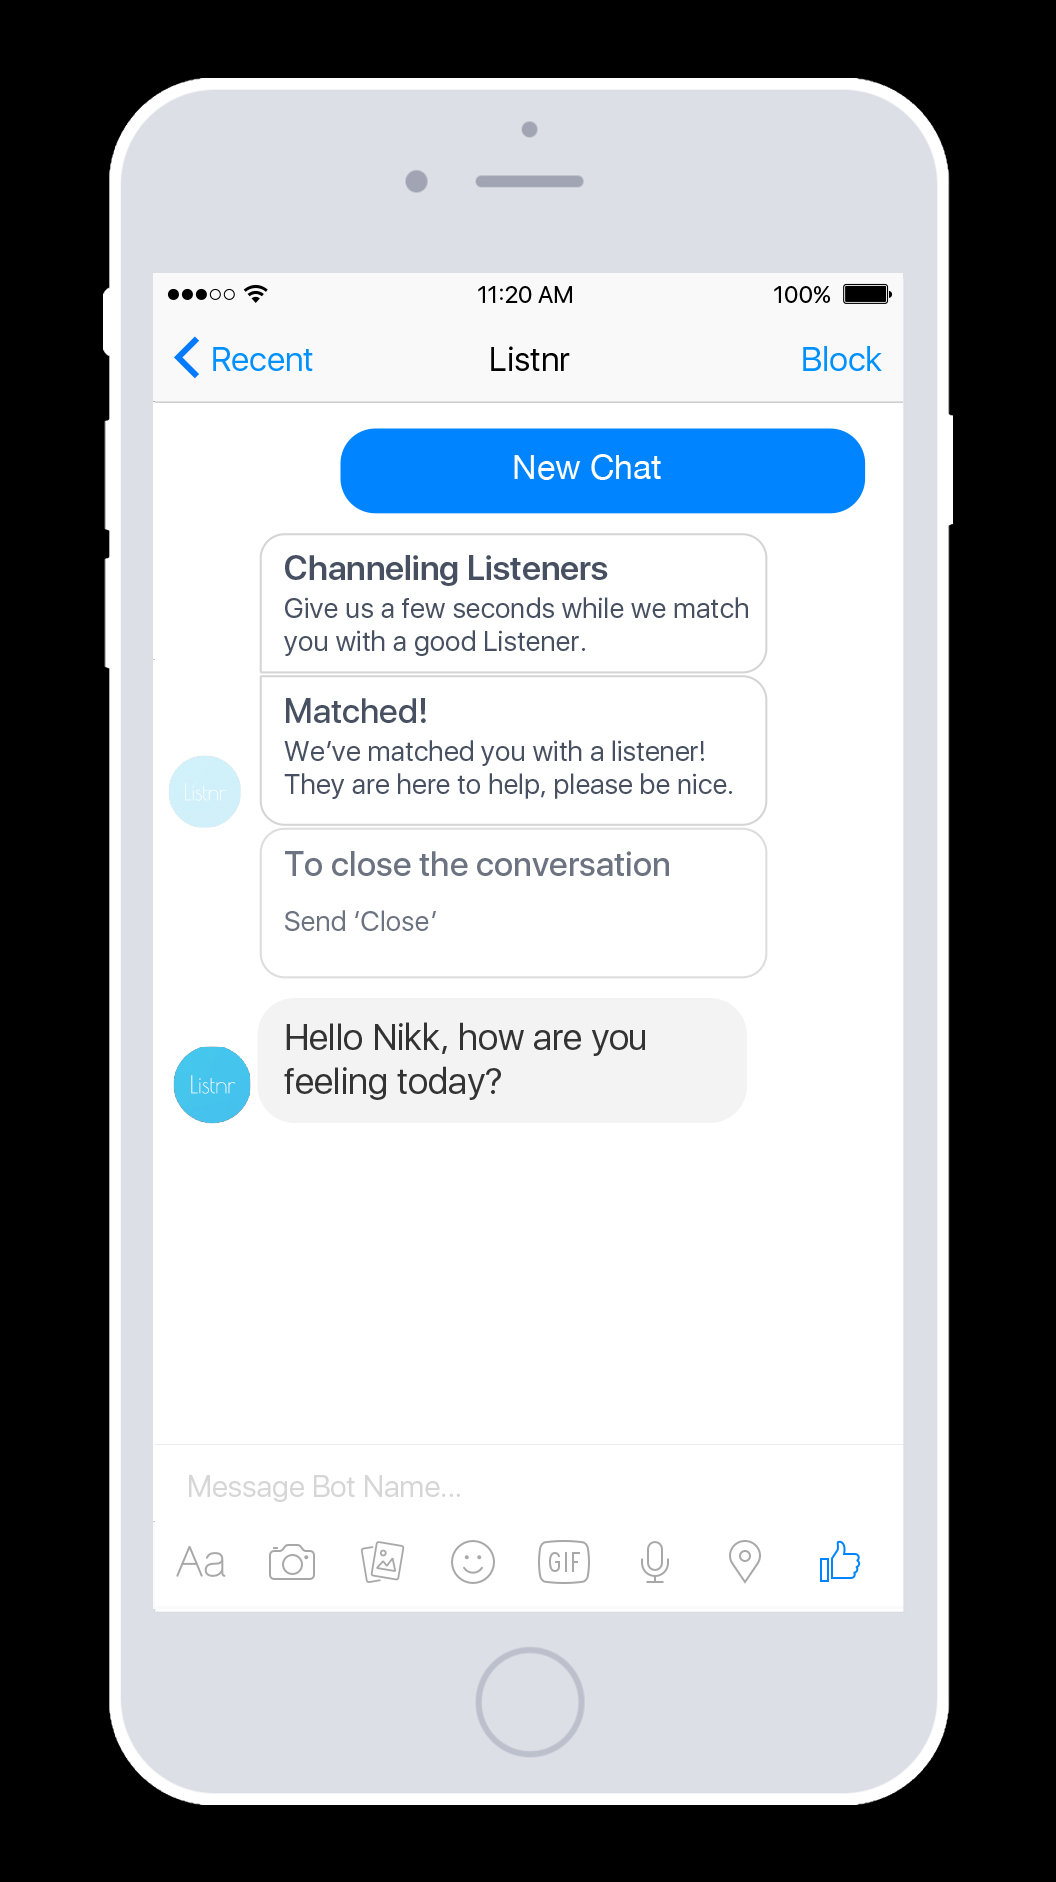 11:20 AM 100%
Recent Listnr Block
New Chat
Channeling Listeners
Give us a few seconds while we match
you with a good Listener.
Matched!
We’ve matched you with a listener!
They are here to help, please be nice.
Listnr
To close the conversation
Send ‘Close’
Hello Nikk, how are you
feeling today?
Listnr
Message Bot Name...
Aa GIF